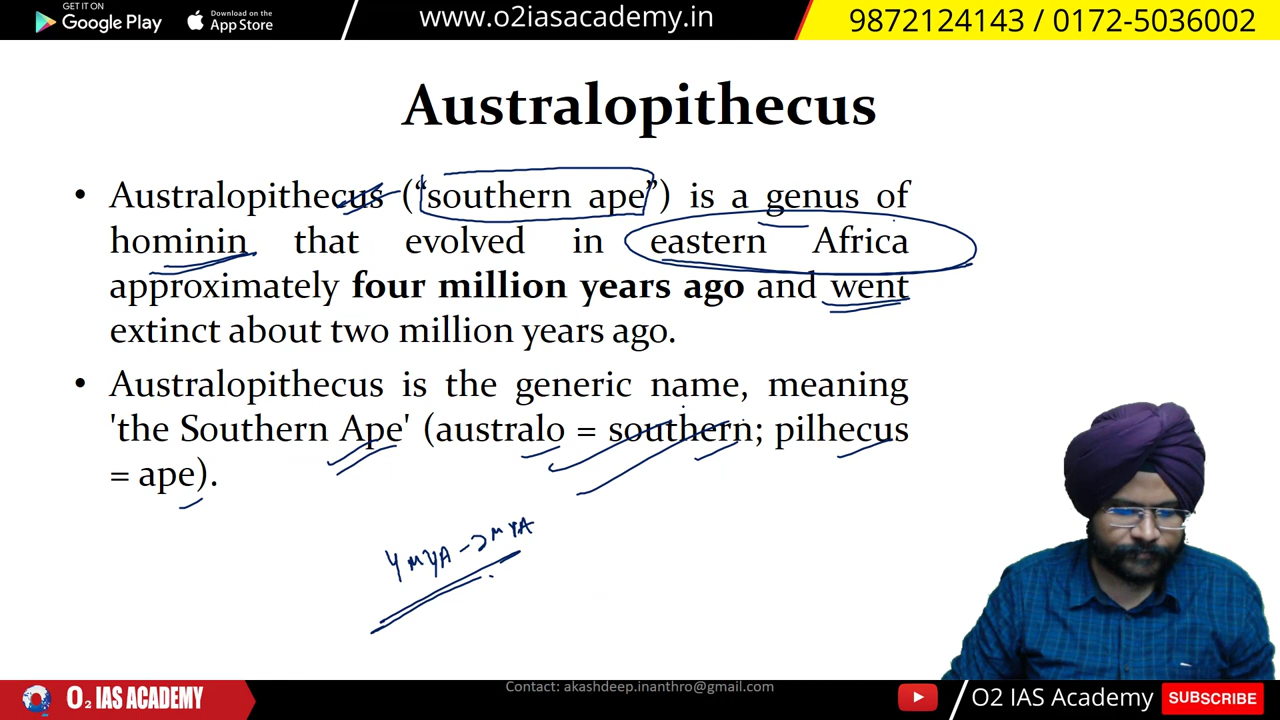 GET IT ON
Google Play
Download on the
App Store
www.o2iasacademy.in
9872124143 / 0172-5036002
Australopithecus
• Australopithecus (“southern ape”) is a genus of
hominin that evolved in eastern Africa
approximately four million years ago and went
extinct about two million years ago.
• Australopithecus is the generic name, meaning
'the Southern Ape' (australo = southern; pilhecus
= ape).
4 MYA - 2 MYA
O2 IAS ACADEMY
Contact: akashdeep.inanthro@gmail.com
O2 IAS Academy
SUBSCRIBE